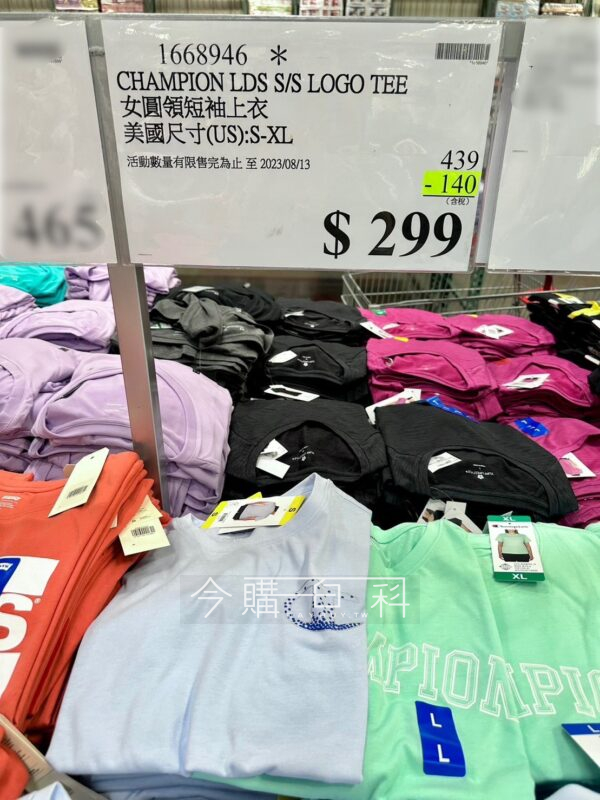 1668946 *
CHAMPION LDS S/S LOGO TEE
女圓領短袖上衣
美國尺寸(US):S-XL
活動數量有限售完為止 至 2023/08/13
439
- 140
(含稅)
$ 299
465
XL
XL
L
L
今購百科